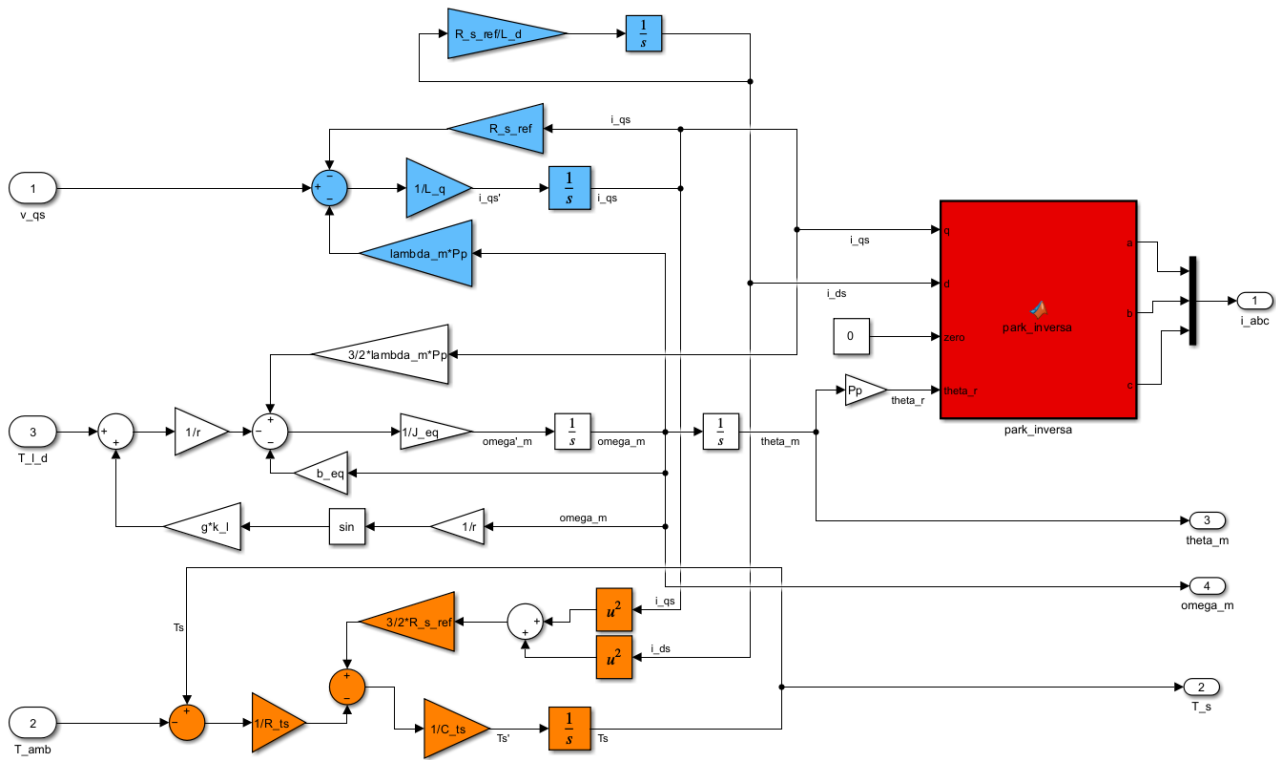 R_s_ref/L_d
1
s
i_qs
R_s_ref
1
v_qs
+
−
−
1/L_q
i_qs'
1
s
i_qs
lambda_m*Pp
i_qs
i_ds
q
d
zero
theta_r
park_inversa
a
b
c
park_inversa
1
i_abc
0
Pp
theta_r
3/2*lambda_m*Pp
3
T_l_d
+
+
1/r
+
−
−
1/J_eq
omega'_m
1
s
omega_m
1
s
theta_m
b_eq
g*k_l
sin
1/r
omega_m
3
theta_m
4
omega_m
Ts
3/2*R_s_ref
+
+
u²
i_qs
u²
i_ds
+
−
2
T_s
2
T_amb
−
+
1/R_ts
1/C_ts
Ts'
1
s
Ts